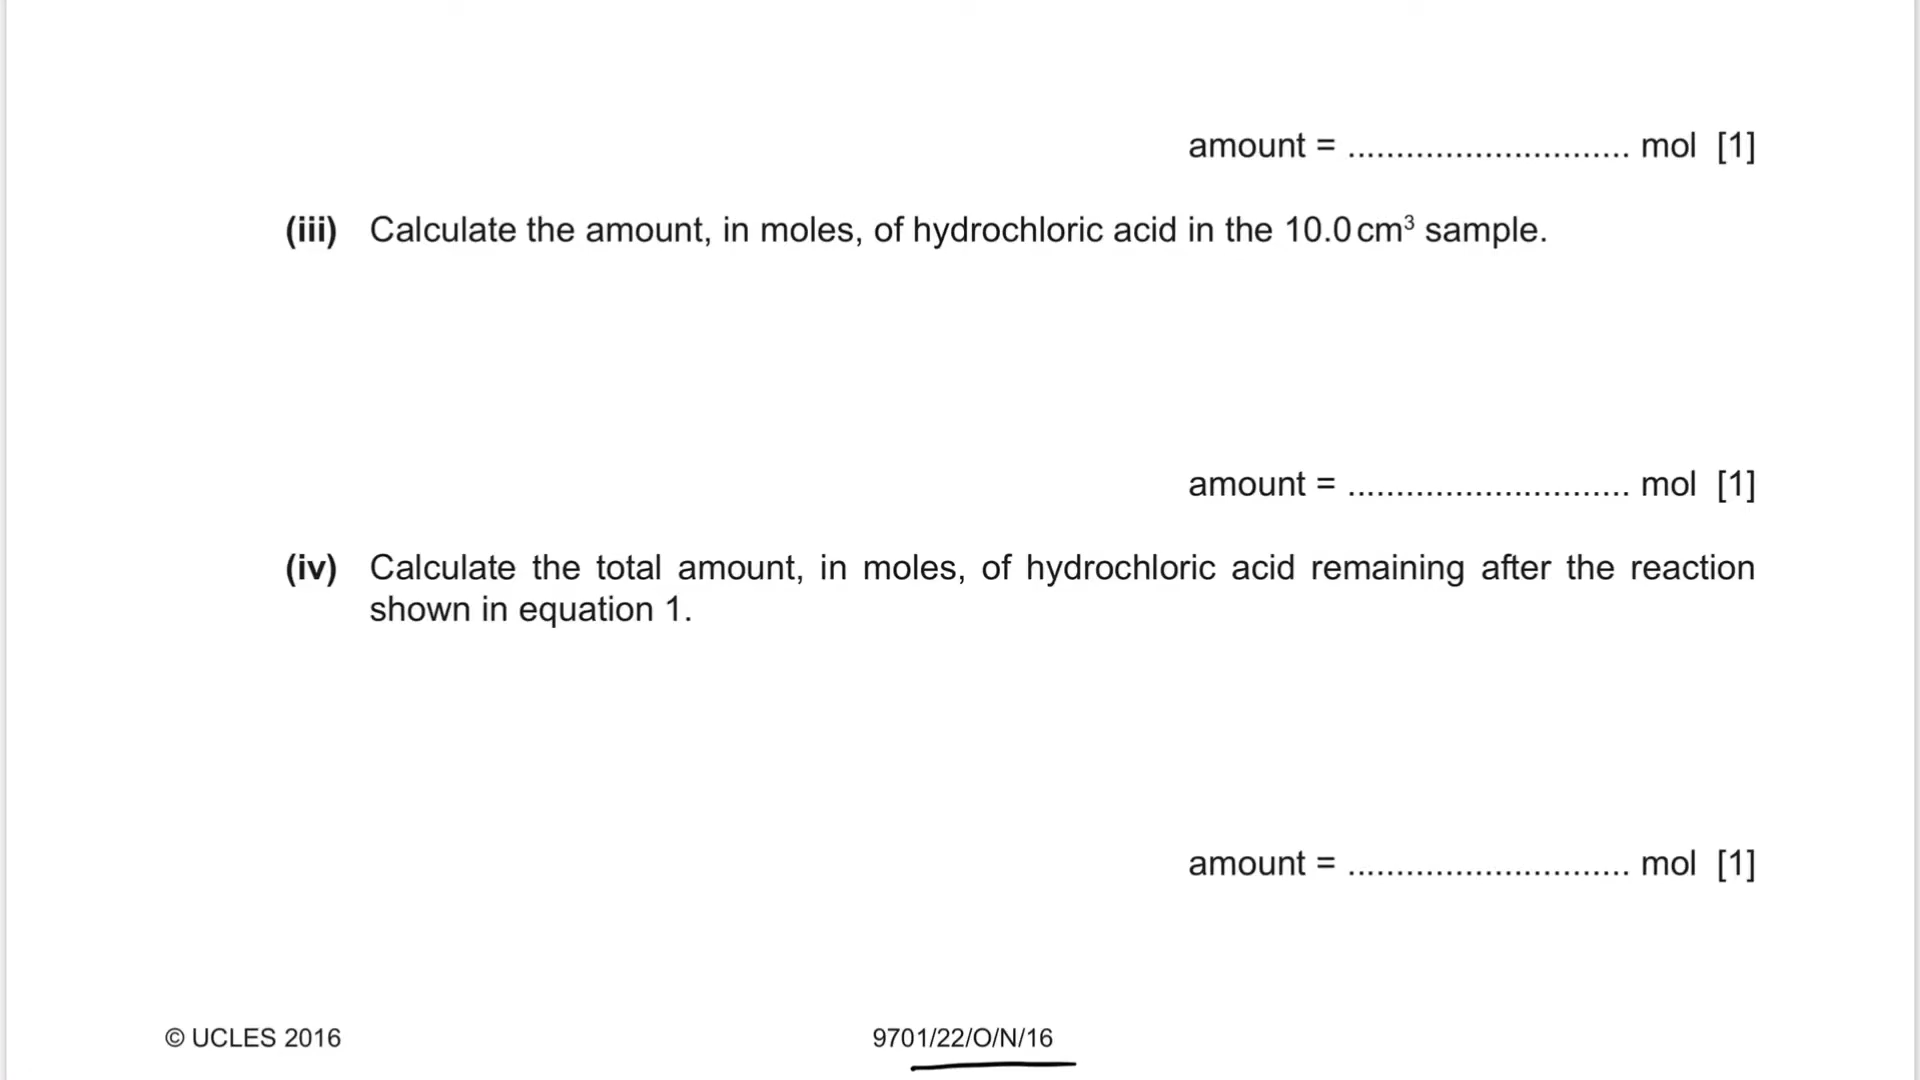 amount = ............................. mol [1]
(iii) Calculate the amount, in moles, of hydrochloric acid in the 10.0 cm³ sample.
amount = ............................. mol [1]
(iv) Calculate the total amount, in moles, of hydrochloric acid remaining after the reaction
shown in equation 1.
amount = ............................. mol [1]
© UCLES 2016
9701/22/O/N/16